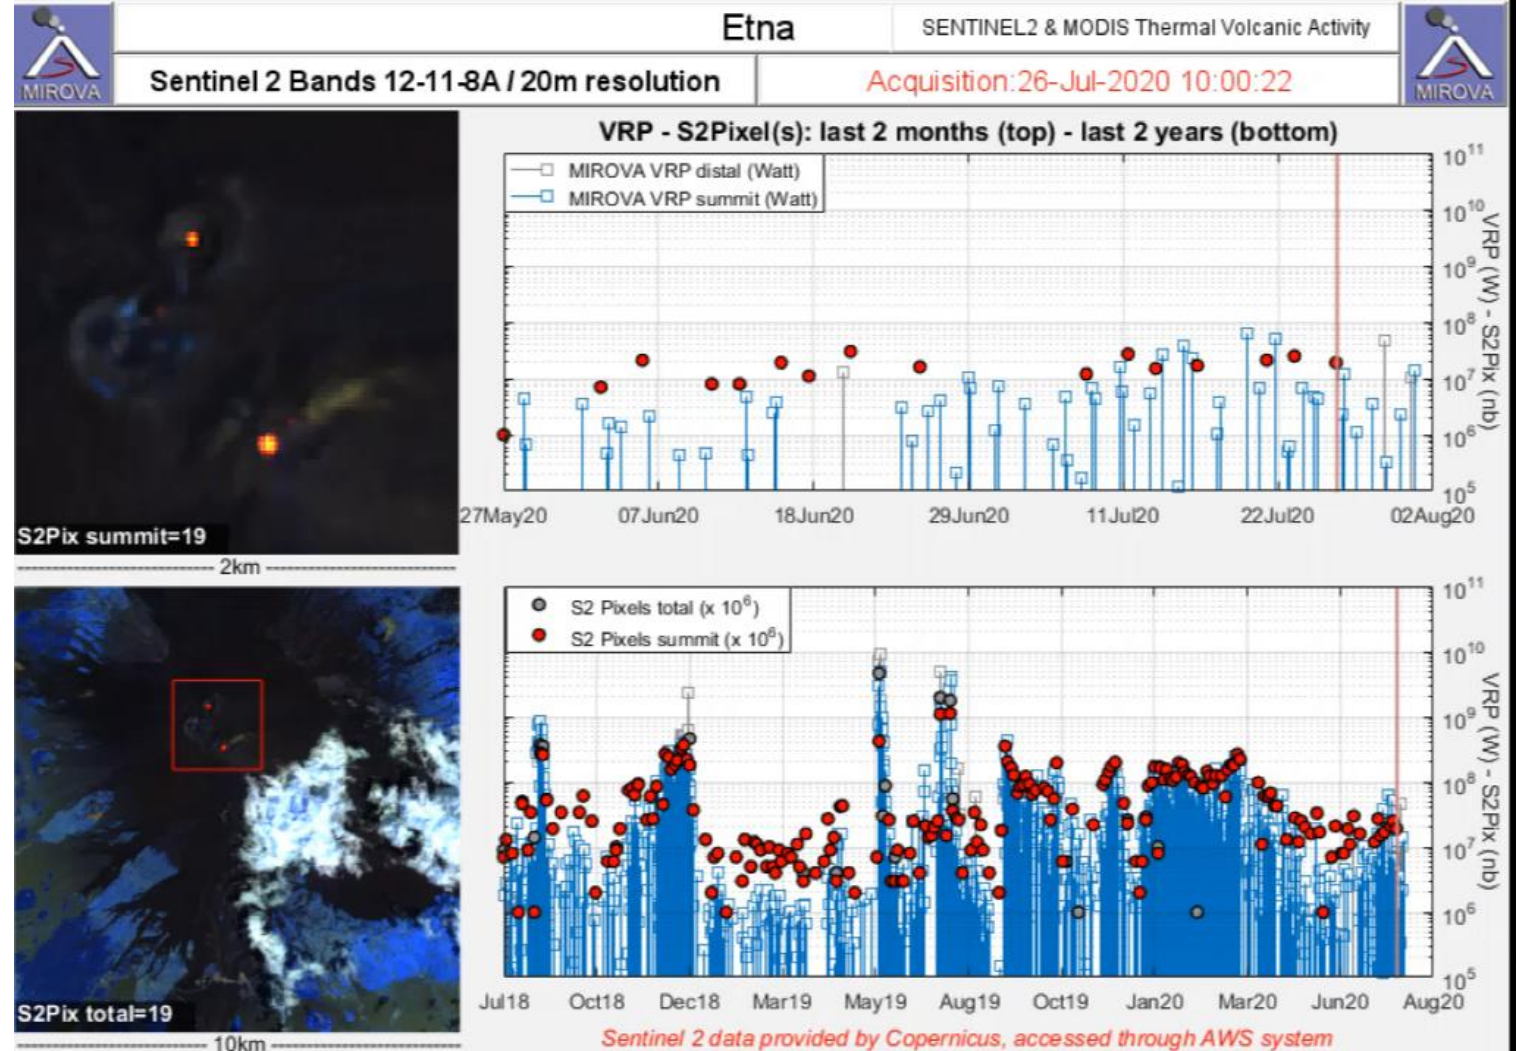 MIROVA
Etna
SENTINEL2 & MODIS Thermal Volcanic Activity
MIROVA
Sentinel 2 Bands 12-11-8A / 20m resolution
Acquisition:26-Jul-2020 10:00:22
S2Pix summit=19
2km
VRP - S2Pixel(s): last 2 months (top) - last 2 years (bottom)
MIROVA VRP distal (Watt)
MIROVA VRP summit (Watt)
10^11
10^10
10^9
10^8
10^7
10^6
10^5
VRP (W) - S2Pix (nb)
27May20 07Jun20 18Jun20 29Jun20 11Jul20 22Jul20 02Aug20
S2Pix total=19
10km
S2 Pixels total (x 10^6)
S2 Pixels summit (x 10^6)
10^11
10^10
10^9
10^8
10^7
10^6
10^5
VRP (W) - S2Pix (nb)
Jul18 Oct18 Dec18 Mar19 May19 Aug19 Oct19 Jan20 Mar20 Jun20 Aug20
Sentinel 2 data provided by Copernicus, accessed through AWS system